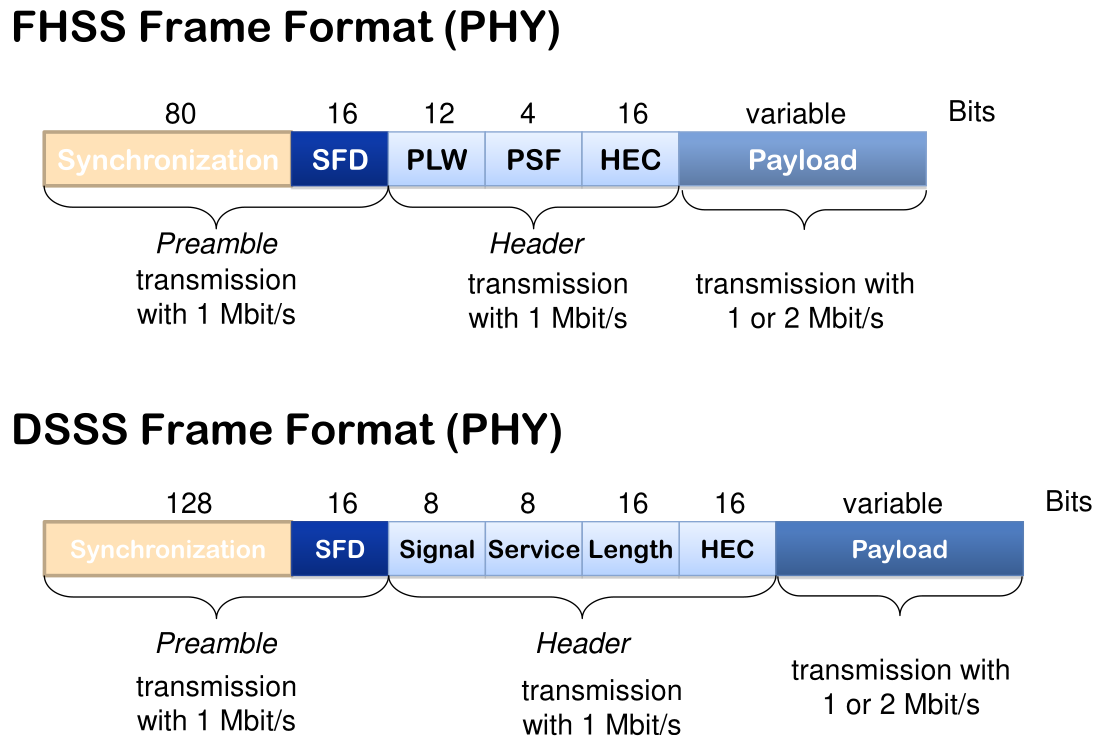 FHSS Frame Format (PHY)
80 16 12 4 16 variable Bits
Synchronization SFD PLW PSF HEC Payload
Preamble Header
transmission transmission transmission with
with 1 Mbit/s with 1 Mbit/s 1 or 2 Mbit/s
DSSS Frame Format (PHY)
128 16 8 8 16 16 variable Bits
Synchronization SFD Signal Service Length HEC Payload
Preamble Header
transmission transmission transmission with
with 1 Mbit/s with 1 Mbit/s 1 or 2 Mbit/s